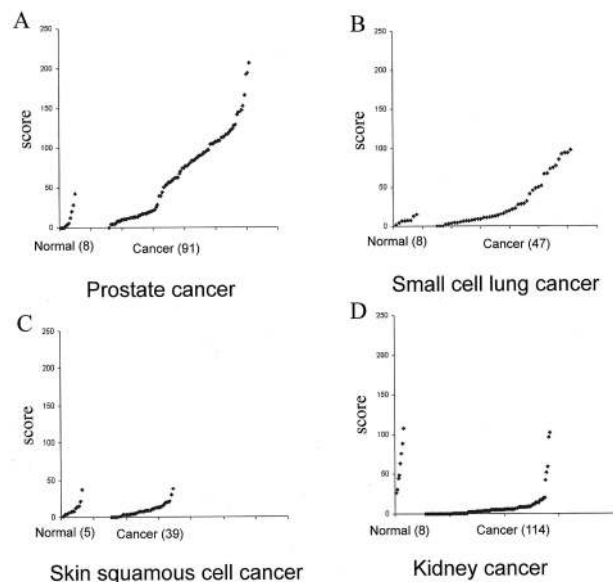 A
250
200
150
100
50
0
score
Normal (8) Cancer (91)
Prostate cancer
B
250
200
150
100
50
0
score
Normal (8) Cancer (47)
Small cell lung cancer
C
250
200
150
100
50
0
score
Normal (5) Cancer (39)
Skin squamous cell cancer
D
250
200
150
100
50
0
score
Normal (8) Cancer (114)
Kidney cancer